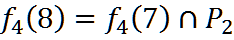 f₄(8) = f₄(7) ∩ P₂